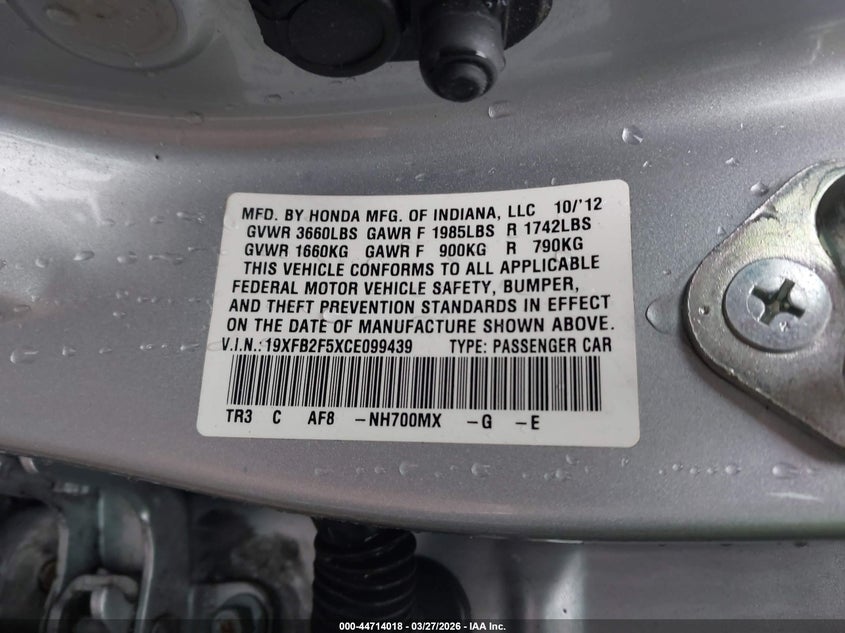 MFD. BY HONDA MFG. OF INDIANA, LLC 10/'12
GVWR 3660LBS GAWR F 1985LBS R 1742LBS
GVWR 1660KG GAWR F 900KG R 790KG
THIS VEHICLE CONFORMS TO ALL APPLICABLE
FEDERAL MOTOR VEHICLE SAFETY, BUMPER,
AND THEFT PREVENTION STANDARDS IN EFFECT
ON THE DATE OF MANUFACTURE SHOWN ABOVE.
V.I.N.: 19XFB2F5XCE099439 TYPE: PASSENGER CAR
TR3 C AF8 -NH700MX -G -E
000-44714018 - 03/27/2026 - IAA Inc.